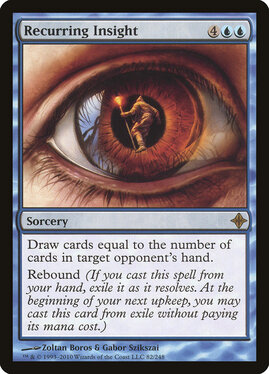 Recurring Insight 4
Sorcery
Draw cards equal to the number
of cards in target opponent's hand.
Rebound (If you cast this spell from
your hand, exile it as it resolves. At the
beginning of your next upkeep, you may
cast this card from exile without paying
its mana cost.)
Zoltan Boros & Gabor Szikszai
™ & © 1993-2010 Wizards of the Coast LLC 82/248